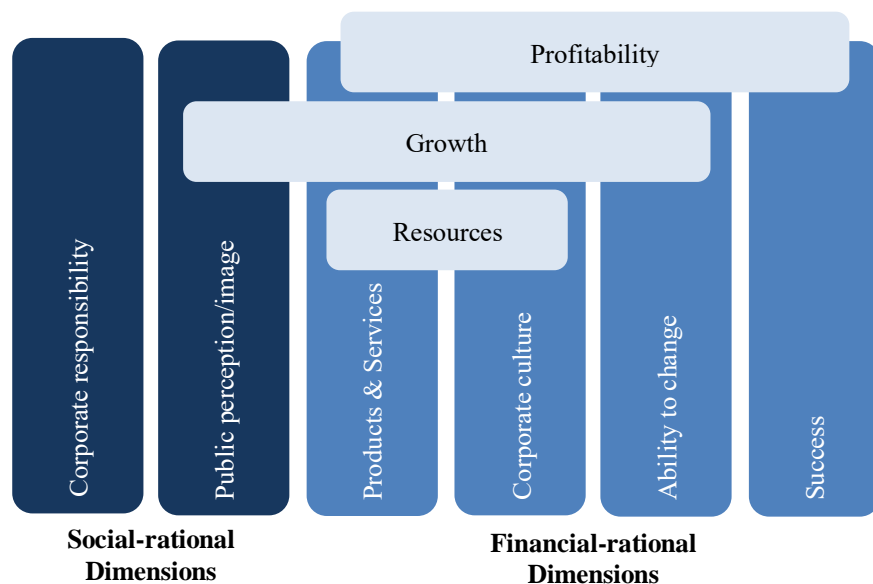 Profitability
Growth
Resources
Corporate responsibility
Public perception/image
Products & Services
Corporate culture
Ability to change
Success
Social-rational
Dimensions
Financial-rational
Dimensions